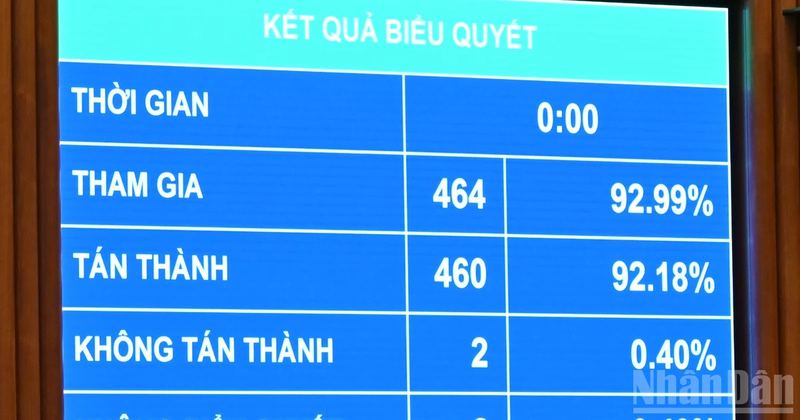 KẾT QUẢ BIỂU QUYẾT
THỜI GIAN 0:00
THAM GIA 464 92.99%
TÁN THÀNH 460 92.18%
KHÔNG TÁN THÀNH 2 0.40%
NhânDân